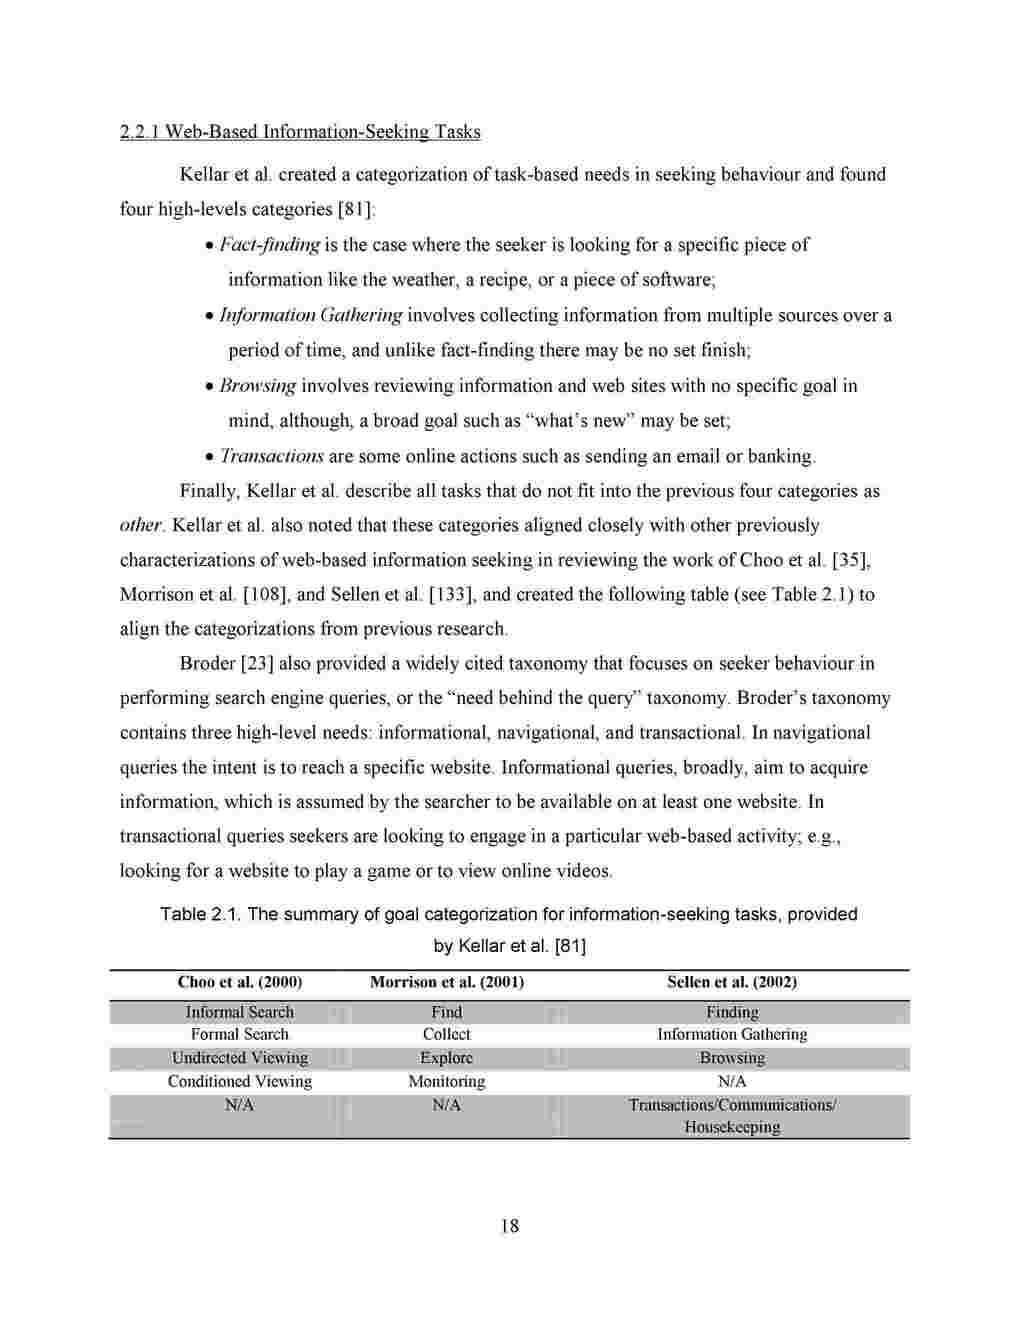 2.2.1 Web-Based Information-Seeking Tasks
Kellar et al. created a categorization of task-based needs in seeking behaviour and found
four high-levels categories [81]:
• Fact-finding is the case where the seeker is looking for a specific piece of
information like the weather, a recipe, or a piece of software;
• Information Gathering involves collecting information from multiple sources over a
period of time, and unlike fact-finding there may be no set finish;
• Browsing involves reviewing information and web sites with no specific goal in
mind, although, a broad goal such as “what’s new” may be set;
• Transactions are some online actions such as sending an email or banking.
Finally, Kellar et al. describe all tasks that do not fit into the previous four categories as
other. Kellar et al. also noted that these categories aligned closely with other previously
characterizations of web-based information seeking in reviewing the work of Choo et al. [35],
Morrison et al. [108], and Sellen et al. [133], and created the following table (see Table 2.1) to
align the categorizations from previous research.
Broder [23] also provided a widely cited taxonomy that focuses on seeker behaviour in
performing search engine queries, or the “need behind the query” taxonomy. Broder’s taxonomy
contains three high-level needs: informational, navigational, and transactional. In navigational
queries the intent is to reach a specific website. Informational queries, broadly, aim to acquire
information, which is assumed by the searcher to be available on at least one website. In
transactional queries seekers are looking to engage in a particular web-based activity; e.g.,
looking for a website to play a game or to view online videos.
Table 2.1. The summary of goal categorization for information-seeking tasks, provided
by Kellar et al. [81]
Choo et al. (2000) Morrison et al. (2001) Sellen et al. (2002)
Informal Search Find Finding
Formal Search Collect Information Gathering
Undirected Viewing Explore Browsing
Conditioned Viewing Monitoring N/A
N/A N/A Transactions/Communications/
Housekeeping
18